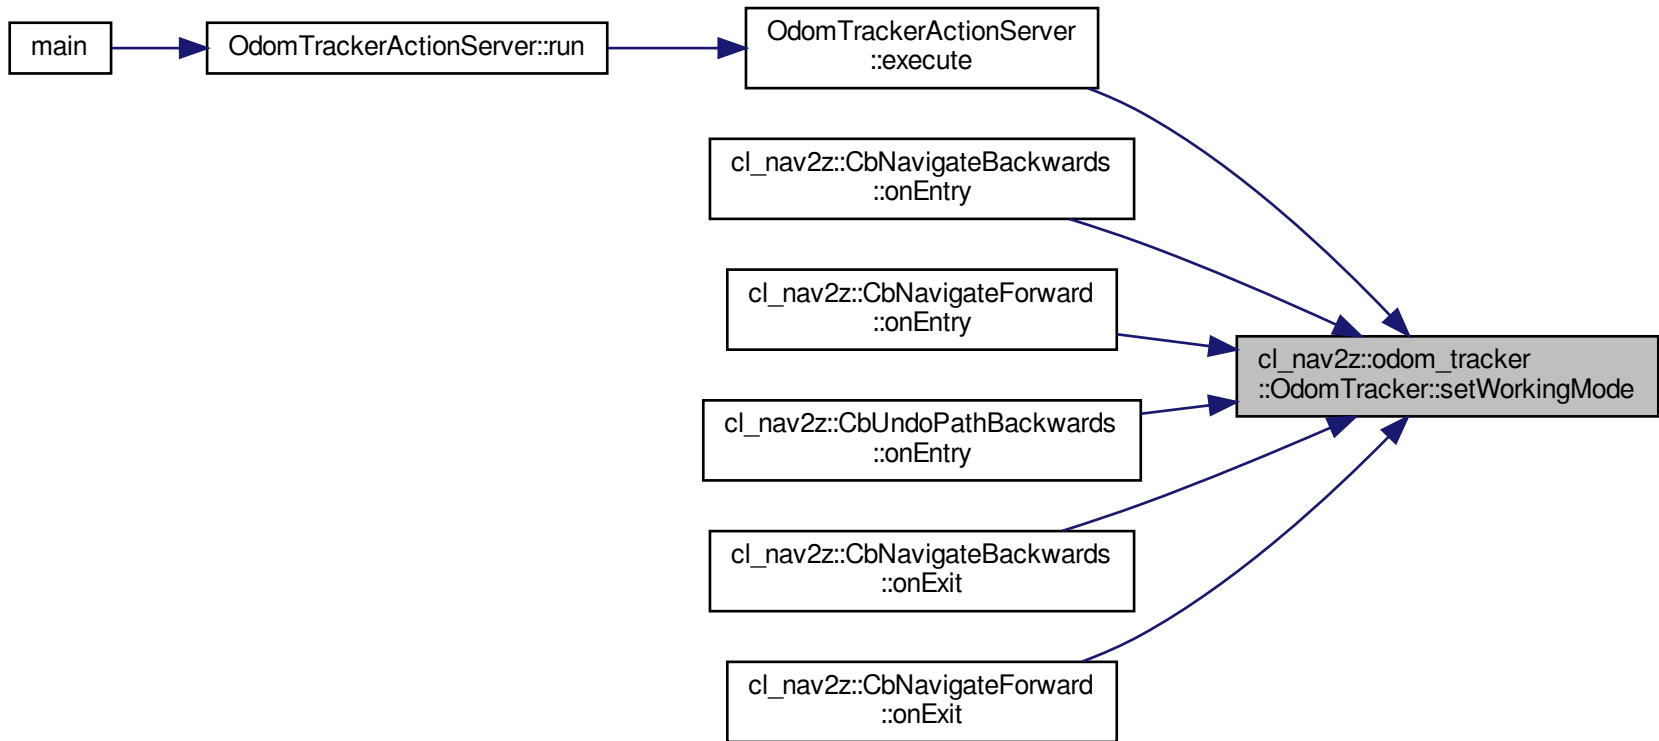 main
OdomTrackerActionServer::run
OdomTrackerActionServer
::execute
cl_nav2z::CbNavigateBackwards
::onEntry
cl_nav2z::CbNavigateForward
::onEntry
cl_nav2z::odom_tracker
::OdomTracker::setWorkingMode
cl_nav2z::CbUndoPathBackwards
::onEntry
cl_nav2z::CbNavigateBackwards
::onExit
cl_nav2z::CbNavigateForward
::onExit